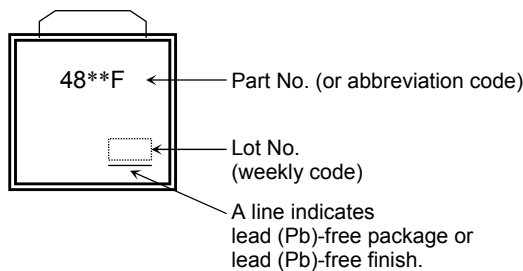 48**F
Part No. (or abbreviation code)
Lot No.
(weekly code)
A line indicates
lead (Pb)-free package or
lead (Pb)-free finish.